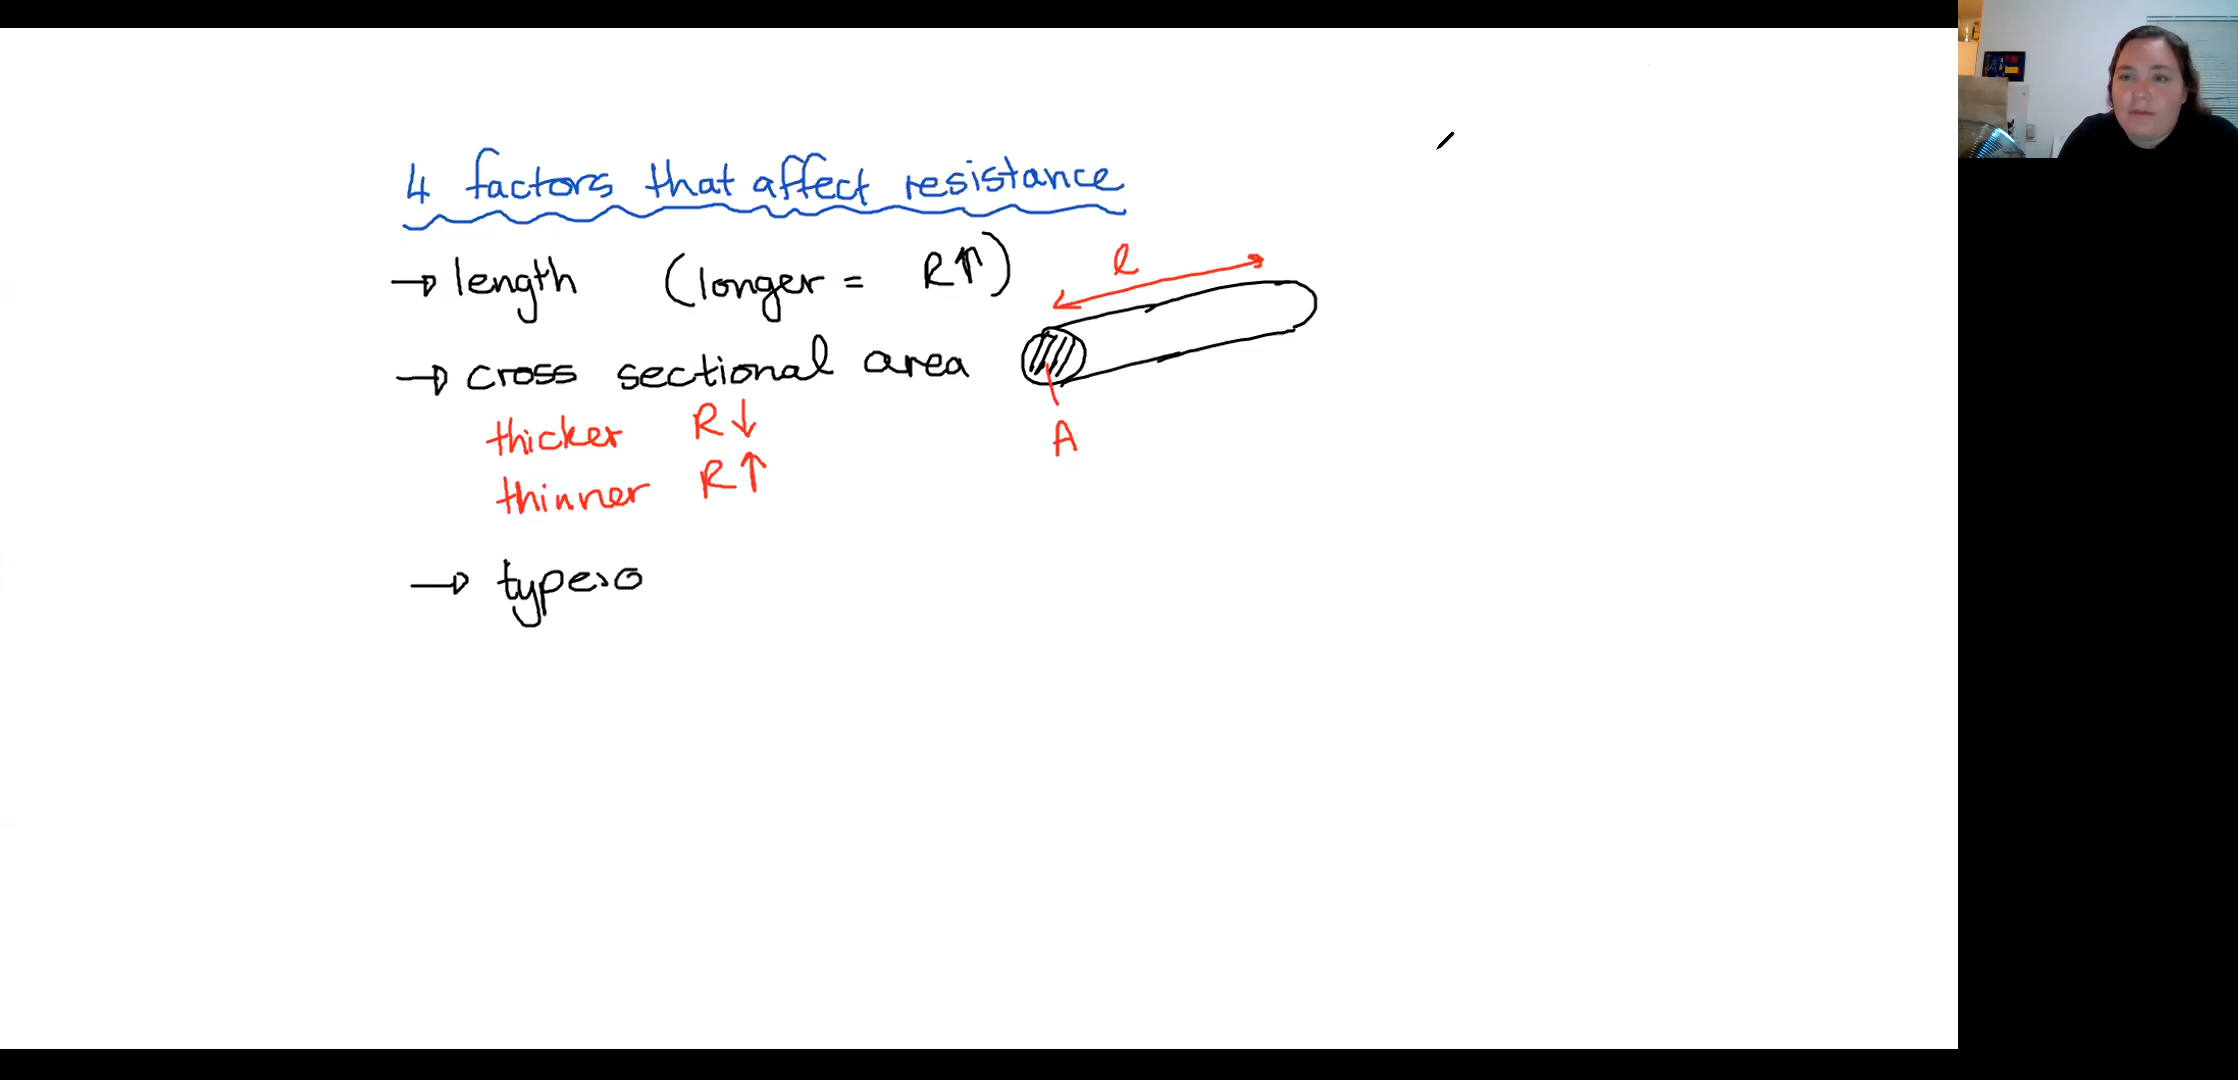 4 factors that affect resistance
→ length (longer = R↑)
l
→ cross sectional area
thicker R↓
A
thinner R↑
→ type